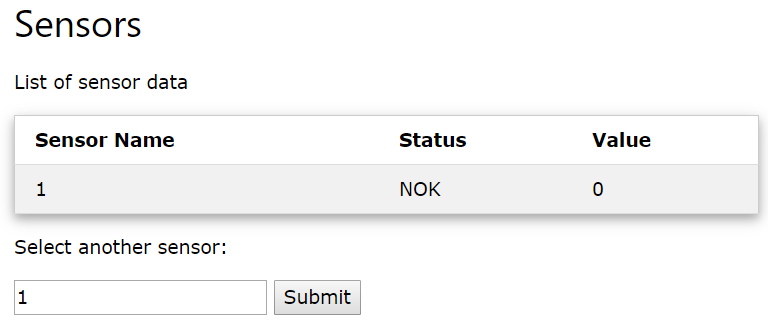 Sensors
List of sensor data
Sensor Name Status Value
1 NOK 0
Select another sensor:
1 Submit